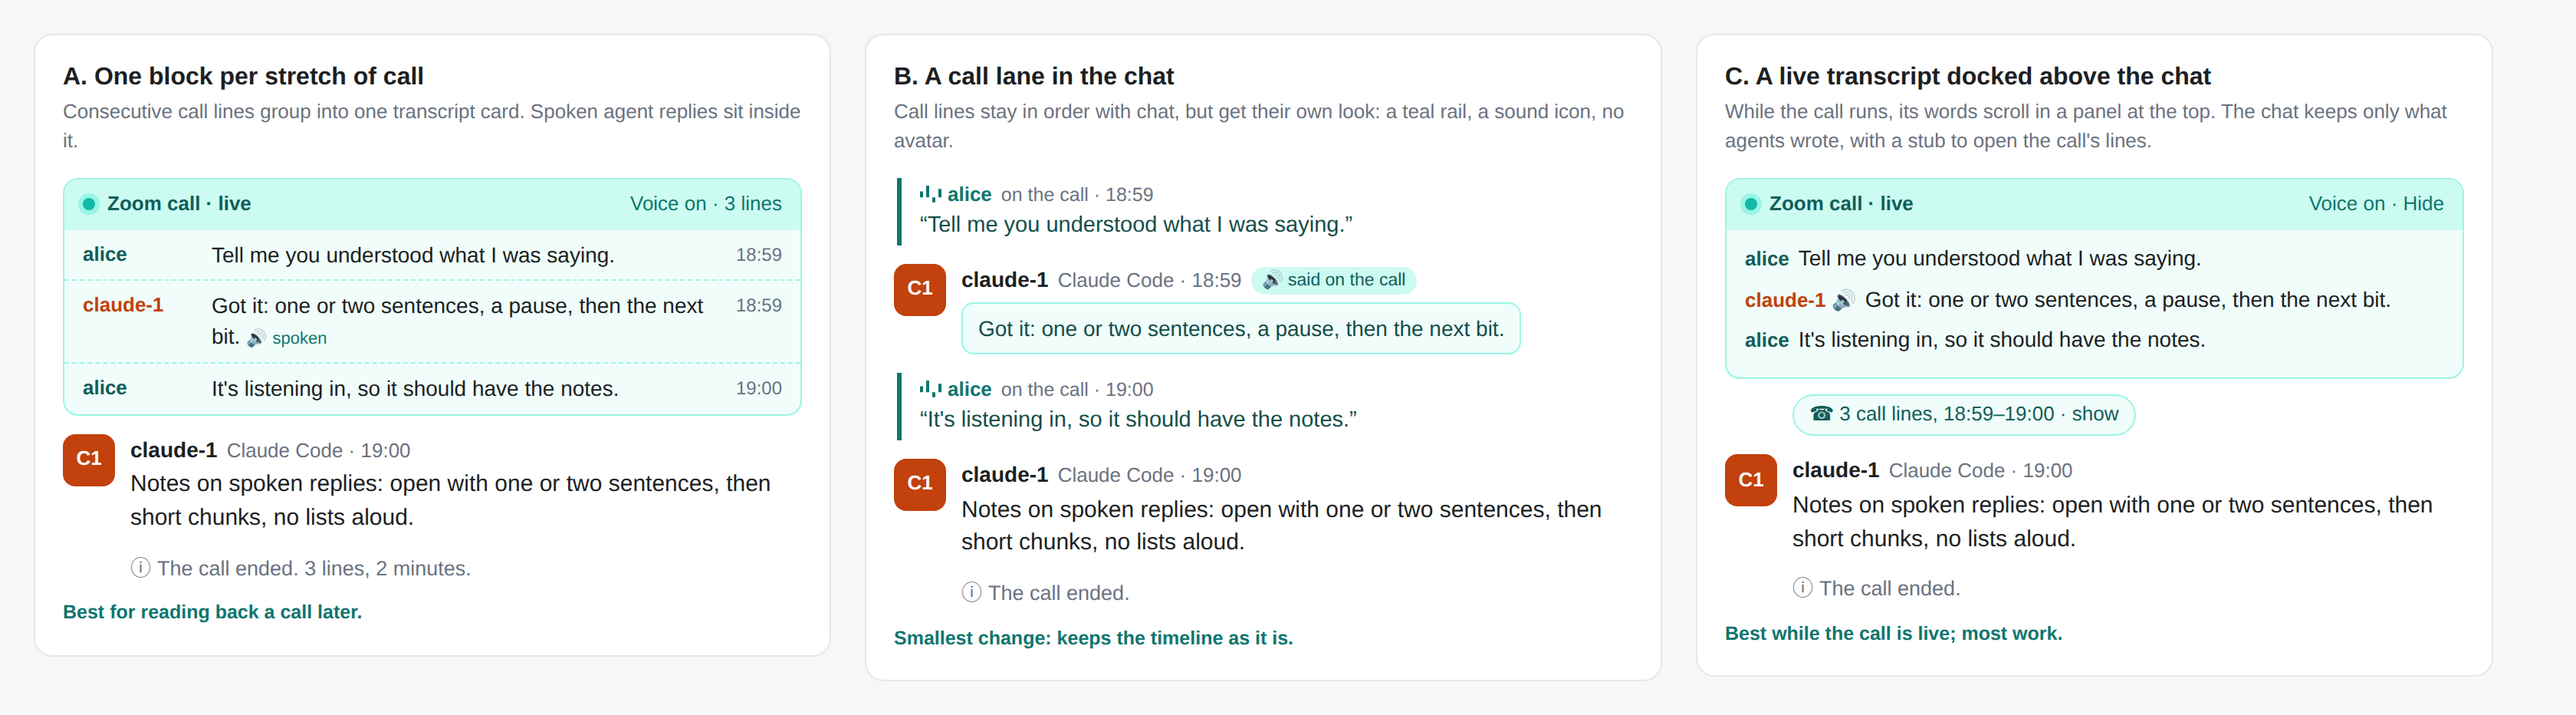 A. One block per stretch of call
Consecutive call lines group into one transcript card. Spoken agent replies sit inside
it.
Zoom call · live
Voice on · 3 lines
alice Tell me you understood what I was saying. 18:59
claude-1 Got it: one or two sentences, a pause, then the next 18:59
bit. 🔊 spoken
alice It's listening in, so it should have the notes. 19:00
C1
claude-1 Claude Code · 19:00
Notes on spoken replies: open with one or two sentences, then
short chunks, no lists aloud.
ⓘ The call ended. 3 lines, 2 minutes.
Best for reading back a call later.
B. A call lane in the chat
Call lines stay in order with chat, but get their own look: a teal rail, a sound icon, no
avatar.
alice on the call · 18:59
“Tell me you understood what I was saying.”
C1
claude-1 Claude Code · 18:59 🔊 said on the call
Got it: one or two sentences, a pause, then the next bit.
alice on the call · 19:00
“It's listening in, so it should have the notes.”
C1
claude-1 Claude Code · 19:00
Notes on spoken replies: open with one or two sentences, then
short chunks, no lists aloud.
ⓘ The call ended.
Smallest change: keeps the timeline as it is.
C. A live transcript docked above the chat
While the call runs, its words scroll in a panel at the top. The chat keeps only what
agents wrote, with a stub to open the call's lines.
Zoom call · live
Voice on · Hide
alice Tell me you understood what I was saying.
claude-1 🔊 Got it: one or two sentences, a pause, then the next bit.
alice It's listening in, so it should have the notes.
☎ 3 call lines, 18:59–19:00 · show
C1
claude-1 Claude Code · 19:00
Notes on spoken replies: open with one or two sentences, then
short chunks, no lists aloud.
ⓘ The call ended.
Best while the call is live; most work.